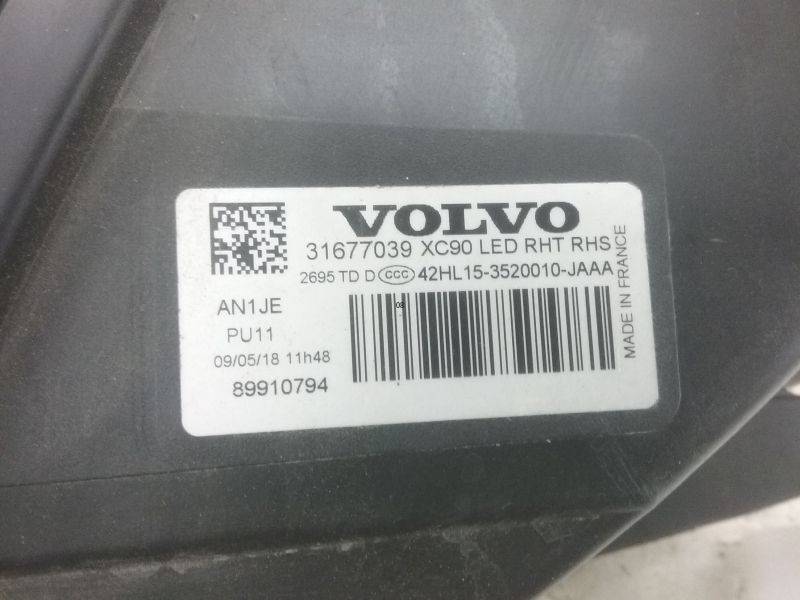 VOLVO
31677039 XC90 LED RHT RHS
2695 TD D CCC 42HL15-3520010-JAAA
AN1JE
PU11
09/05/18 11h48
89910794
08
MADE IN FRANCE